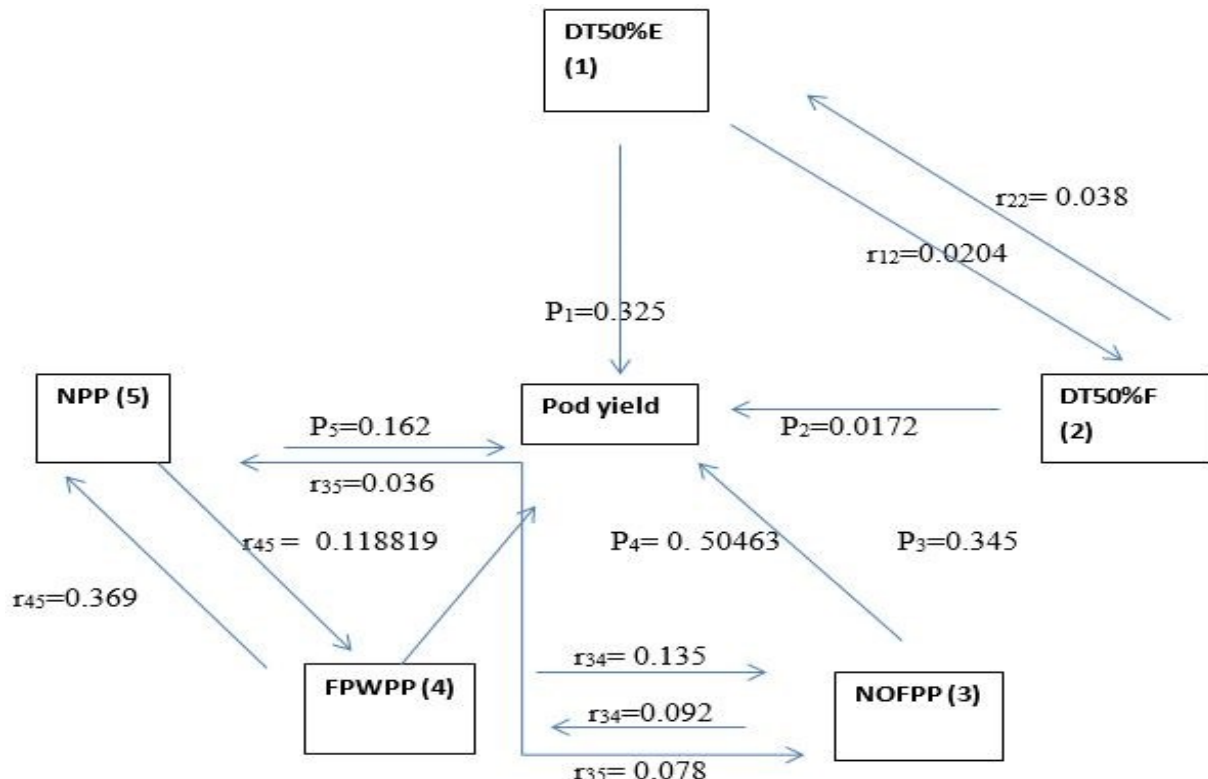 DT50%E
(1)
r₂₂= 0.038
r₁₂=0.0204
P₁=0.325
NPP (5)
Pod yield
DT50%F
(2)
P₅=0.162
P₂=0.0172
r₃₅=0.036
r₄₅ = 0.118819
P₄= 0. 50463
P₃=0.345
r₄₅=0.369
r₃₄= 0.135
FPWPP (4)
NOFPP (3)
r₃₄=0.092
r₃₅= 0.078